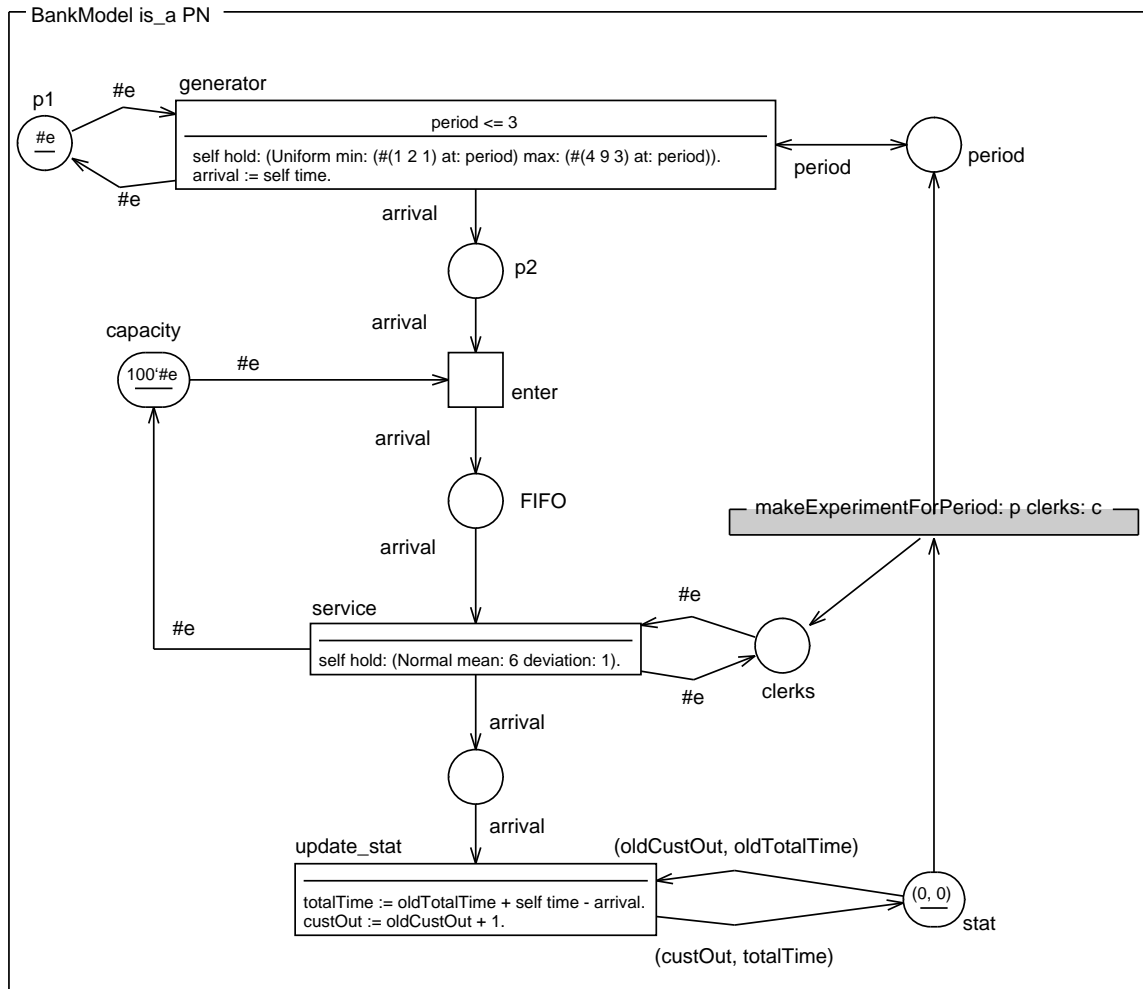 BankModel is_a PN
generator
#e
p1
#e
period <= 3
self hold: (Uniform min: (#(1 2 1) at: period) max: (#(4 9 3) at: period)).
arrival := self time.
#e
period
period
arrival
p2
arrival
capacity
100‘#e
#e
enter
arrival
FIFO
makeExperimentForPeriod: p clerks: c
arrival
service
#e
#e
self hold: (Normal mean: 6 deviation: 1).
#e
clerks
arrival
arrival
update_stat
(oldCustOut, oldTotalTime)
totalTime := oldTotalTime + self time - arrival.
custOut := oldCustOut + 1.
(0, 0)
stat
(custOut, totalTime)